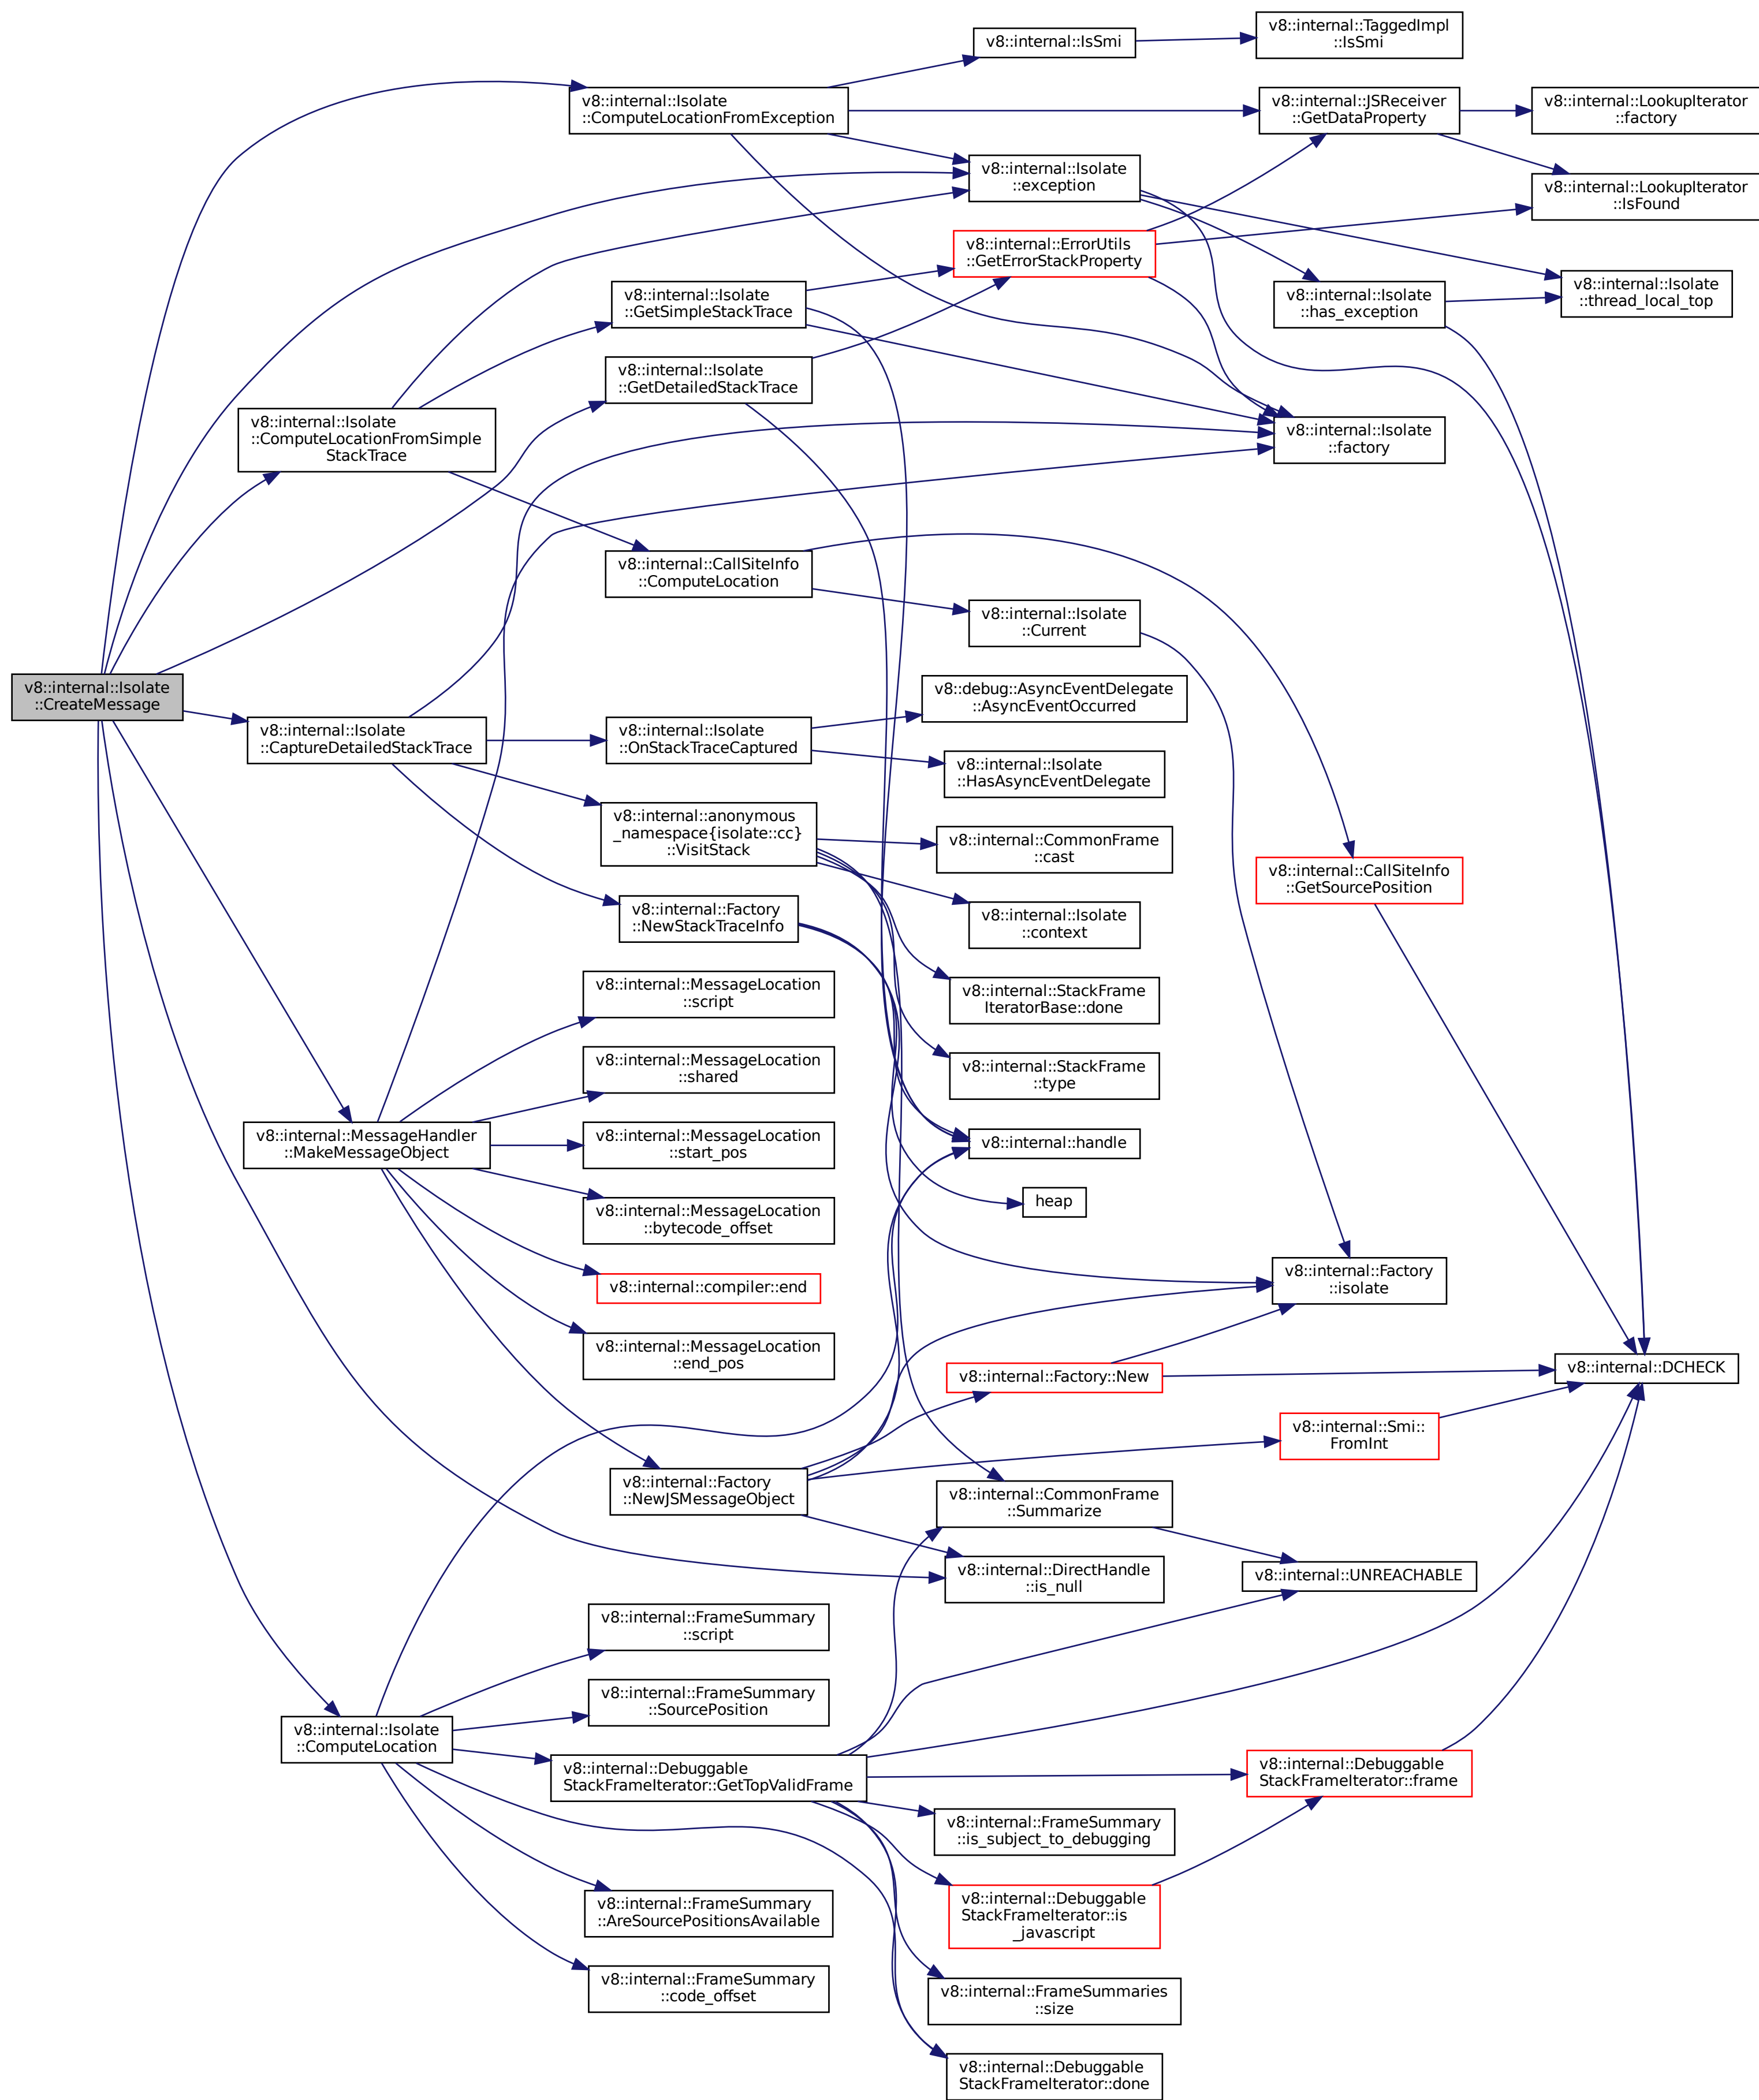 v8::internal::IsSmi
v8::internal::TaggedImpl
::IsSmi
v8::internal::Isolate
::ComputeLocationFromException
v8::internal::JSReceiver
::GetDataProperty
v8::internal::LookupIterator
::factory
v8::internal::Isolate
::exception
v8::internal::LookupIterator
::IsFound
v8::internal::ErrorUtils
::GetErrorStackProperty
v8::internal::Isolate
::thread_local_top
v8::internal::Isolate
::GetSimpleStackTrace
v8::internal::Isolate
::has_exception
v8::internal::Isolate
::GetDetailedStackTrace
v8::internal::Isolate
::ComputeLocationFromSimple
StackTrace
v8::internal::Isolate
::factory
v8::internal::CallSiteInfo
::ComputeLocation
v8::internal::Isolate
::Current
v8::internal::Isolate
::CreateMessage
v8::debug::AsyncEventDelegate
::AsyncEventOccurred
v8::internal::Isolate
::CaptureDetailedStackTrace
v8::internal::Isolate
::OnStackTraceCaptured
v8::internal::Isolate
::HasAsyncEventDelegate
v8::internal::anonymous
_namespace{isolate::cc}
::VisitStack
v8::internal::CommonFrame
::cast
v8::internal::CallSiteInfo
::GetSourcePosition
v8::internal::Factory
::NewStackTraceInfo
v8::internal::Isolate
::context
v8::internal::MessageLocation
::script
v8::internal::StackFrame
IteratorBase::done
v8::internal::MessageLocation
::shared
v8::internal::StackFrame
::type
v8::internal::MessageHandler
::MakeMessageObject
v8::internal::MessageLocation
::start_pos
v8::internal::handle
v8::internal::MessageLocation
::bytecode_offset
heap
v8::internal::compiler::end
v8::internal::Factory
::isolate
v8::internal::MessageLocation
::end_pos
v8::internal::Factory::New
v8::internal::DCHECK
v8::internal::Smi::
FromInt
v8::internal::Factory
::NewJSMessageObject
v8::internal::CommonFrame
::Summarize
v8::internal::DirectHandle
::is_null
v8::internal::UNREACHABLE
v8::internal::FrameSummary
::script
v8::internal::FrameSummary
::SourcePosition
v8::internal::Isolate
::ComputeLocation
v8::internal::Debuggable
StackFrameIterator::GetTopValidFrame
v8::internal::Debuggable
StackFrameIterator::frame
v8::internal::FrameSummary
::is_subject_to_debugging
v8::internal::FrameSummary
::AreSourcePositionsAvailable
v8::internal::Debuggable
StackFrameIterator::is
_javascript
v8::internal::FrameSummary
::code_offset
v8::internal::FrameSummaries
::size
v8::internal::Debuggable
StackFrameIterator::done